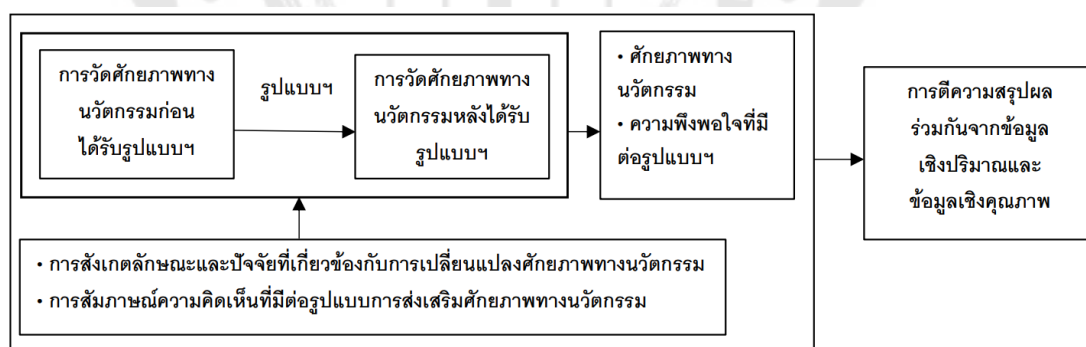 การวัดศักยภาพทาง
นวัตกรรมก่อน
ได้รับรูปแบบฯ
รูปแบบฯ
การวัดศักยภาพทาง
นวัตกรรมหลังได้รับ
รูปแบบฯ
• ศักยภาพทาง
นวัตกรรม
• ความพึงพอใจที่มี
ต่อรูปแบบฯ
การตีความสรุปผล
ร่วมกันจากข้อมูล
เชิงปริมาณและ
ข้อมูลเชิงคุณภาพ
• การสังเกตลักษณะและปัจจัยที่เกี่ยวข้องกับการเปลี่ยนแปลงศักยภาพทางนวัตกรรม
• การสัมภาษณ์ความคิดเห็นที่มีต่อรูปแบบการส่งเสริมศักยภาพทางนวัตกรรม